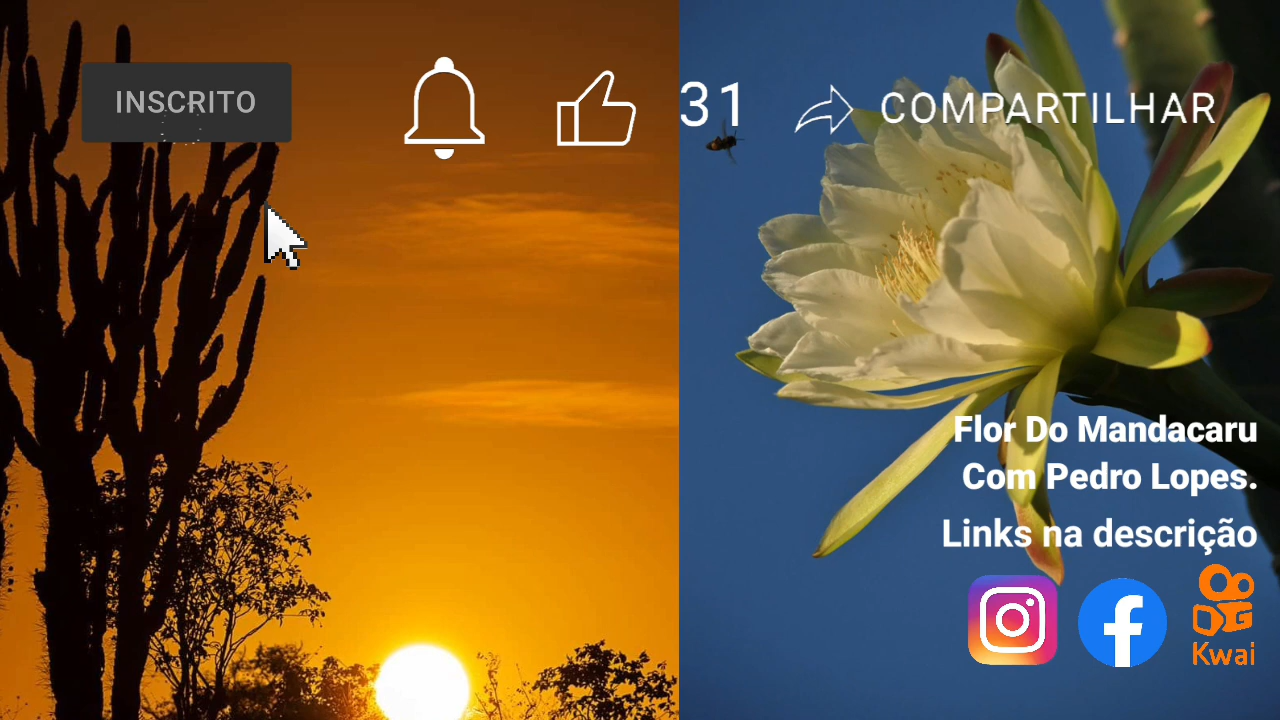 INSCRITO
31
COMPARTILHAR
Flor Do Mandacaru
Com Pedro Lopes.
Links na descrição
Kwai